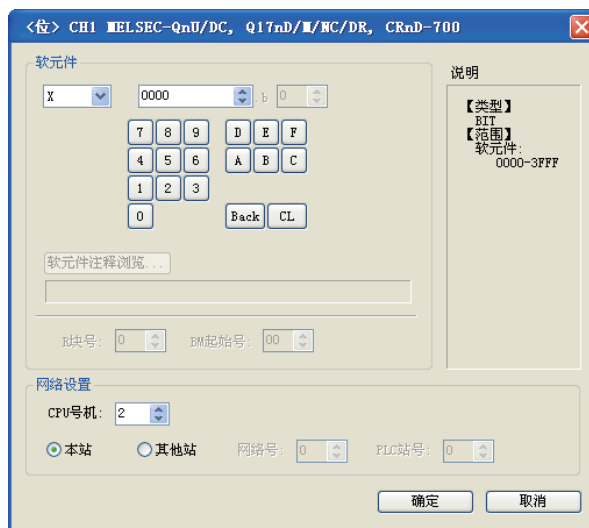 <位> CH1 MELSEC-QnU/DC, Q17nD/M/NC/DR, CRnD-700
软元件
X 0000 .b 0
7 8 9 D E F
4 5 6 A B C
1 2 3
0 Back CL
软元件注释浏览...
R块号: 0 BM起始号: 00
说明
【类型】
BIT
【范围】
软元件:
0000-3FFF
网络设置
CPU号机: 2
本站 其他站 网络号: 0 PLC站号: 0
确定 取消